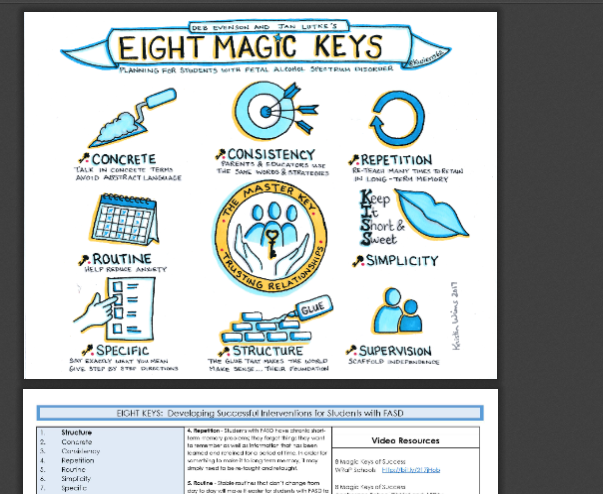 DEB EVENSON AND JAN LUTKE'S
EIGHT MAGIC KEYS
PLANNING FOR STUDENTS WITH FETAL ALCOHOL SPECTRUM DISORDER
CONCRETE
TALK IN CONCRETE TERMS
AVOID ABSTRACT LANGUAGE
CONSISTENCY
PARENTS & EDUCATORS USE
THE SAME WORDS & STRATEGIES
REPETITION
RE-TEACH MANY TIMES TO RETAIN
IN LONG-TERM MEMORY
ROUTINE
HELP REDUCE ANXIETY
THE MASTER KEY
TRUSTING RELATIONSHIPS
Keep
It
Short &
Sweet
SIMPLICITY
SPECIFIC
SAY EXACTLY WHAT YOU MEAN
GIVE STEP BY STEP DIRECTIONS
GLUE
STRUCTURE
THE GLUE THAT MAKES THE WORLD
MAKE SENSE... THEIR FOUNDATION
SUPERVISION
SCAFFOLD INDEPENDENCE
Kristin Wiens 2017
EIGHT KEYS: Developing Successful Interventions for Students with FASD
1. Structure
2. Concrete
3. Consistency
4. Repetition
5. Routine
6. Simplicity
7. Specific
4. Repetition - Students with FASD have chronic short-
term memory problems; they forget things they want
to remember as well as information that has been
learned and retained for a period of time. In order for
something to make it to long term memory, it may
simply need to be re-taught and retaught.
5. Routine - Stable routines that don't change from
day to day will make it easier for students with FASD to
Video Resources
8 Magic Keys of Success
WRaP Schools
8 Magic Keys of Success